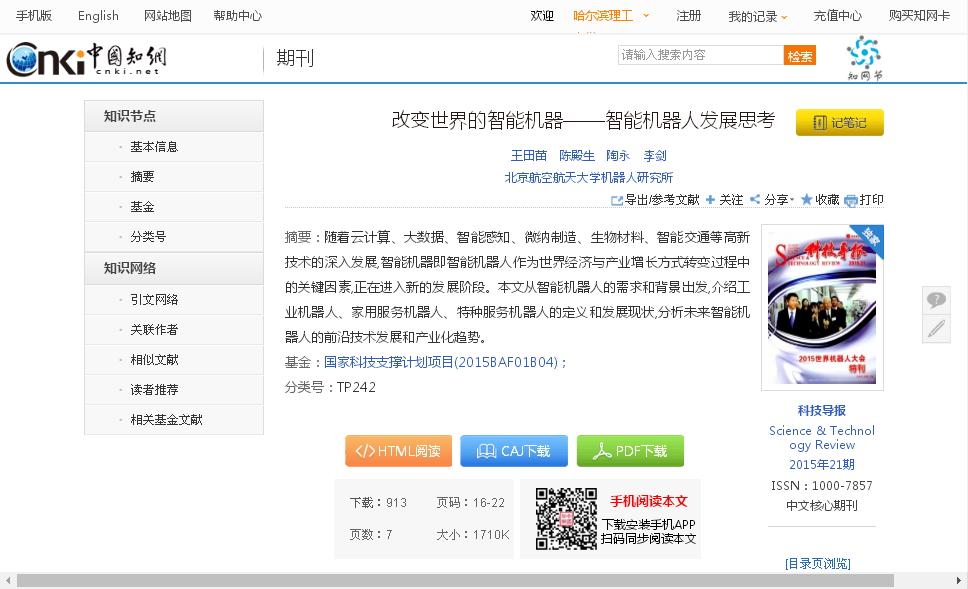 手机版 English 网站地图 帮助中心 欢迎 哈尔滨理工 注册 我的记录 充值中心 购买知网卡
Cnki 中国知网
cnki.net
期刊
请输入搜索内容 检索
知网节
知识节点
基本信息
摘要
基金
分类号
知识网络
引文网络
关联作者
相似文献
读者推荐
相关基金文献
改变世界的智能机器——智能机器人发展思考
记笔记
王田苗 陈殿生 陶永 李剑
北京航空航天大学机器人研究所
导出/参考文献 关注 分享 收藏 打印
摘要：随着云计算、大数据、智能感知、微纳制造、生物材料、智能交通等高新
技术的深入发展,智能机器即智能机器人作为世界经济与产业增长方式转变过程中
的关键因素,正在进入新的发展阶段。本文从智能机器人的需求和背景出发,介绍工
业机器人、家用服务机器人、特种服务机器人的定义和发展现状,分析未来智能机
器人的前沿技术发展和产业化趋势。
基金：国家科技支撑计划项目(2015BAF01B04)；
分类号：TP242
HTML阅读 CAJ下载 PDF下载
下载：913 页码：16-22
页数：7 大小：1710K
手机阅读本文
下载安装手机APP
扫码同步阅读本文
独家
科技导报
2015世界机器人大会
特刊
科技导报
Science & Technol
ogy Review
2015年21期
ISSN：1000-7857
中文核心期刊
[目录页浏览]